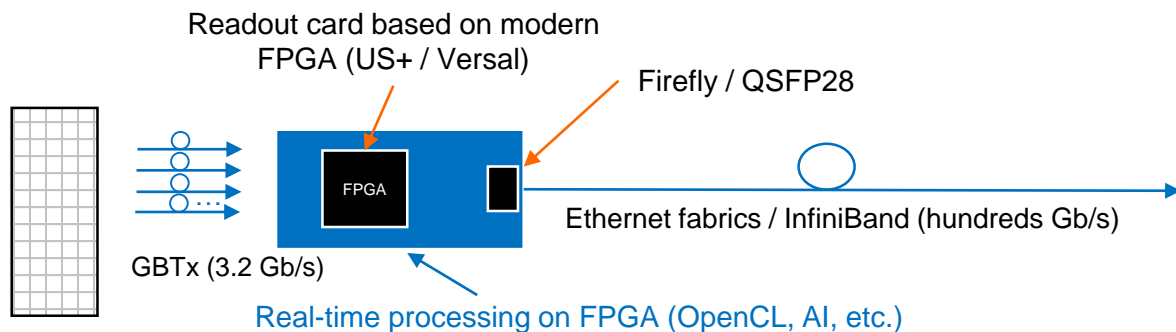 Readout card based on modern
FPGA (US+ / Versal)
Firefly / QSFP28
FPGA
...
Ethernet fabrics / InfiniBand (hundreds Gb/s)
GBTx (3.2 Gb/s)
Real-time processing on FPGA (OpenCL, AI, etc.)